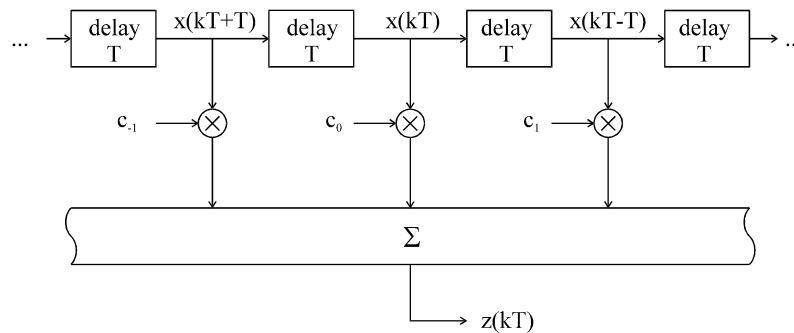 ... delay T x(kT+T) delay T x(kT) delay T x(kT-T) delay T ..
c-1 c0 c1
Σ
z(kT)